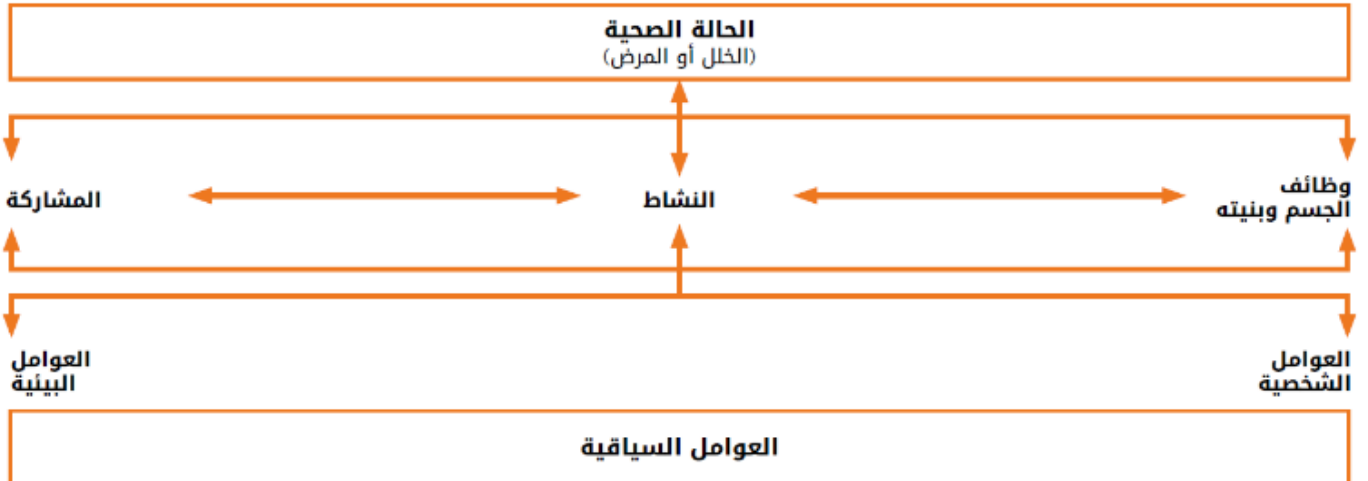 الحالة الصحية
(الخلل أو المرض)
وظائف
الجسم وبنيته
النشاط
المشاركة
العوامل
الشخصية
العوامل
البيئية
العوامل السياقية